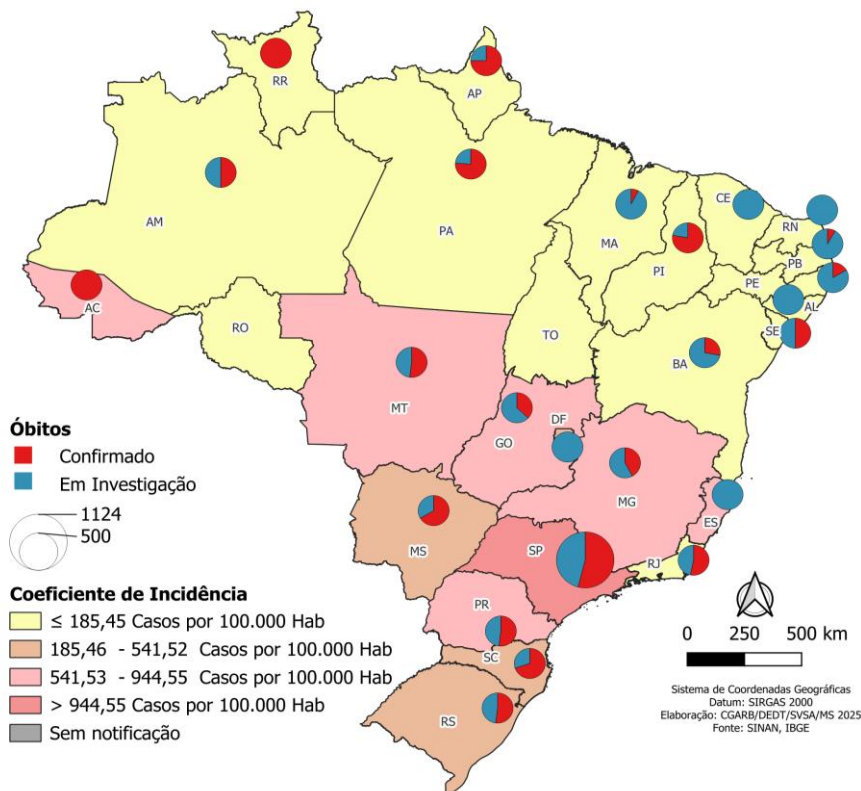 RR
AP
AM
PA
MA
CE
RN
PB
PI
PE
AL
AC
RO
TO
SE
BA
MT
GO
DF
MG
ES
MS
SP
RJ
PR
SC
RS
Óbitos
Confirmado
Em Investigação
1124
500
Coeficiente de Incidência
≤ 185,45 Casos por 100.000 Hab
185,46 - 541,52 Casos por 100.000 Hab
541,53 - 944,55 Casos por 100.000 Hab
> 944,55 Casos por 100.000 Hab
Sem notificação
0 250 500 km
Sistema de Coordenadas Geográficas
Datum: SIRGAS 2000
Elaboração: CGARB/DEDT/SVSA/MS 2025
Fonte: SINAN, IBGE